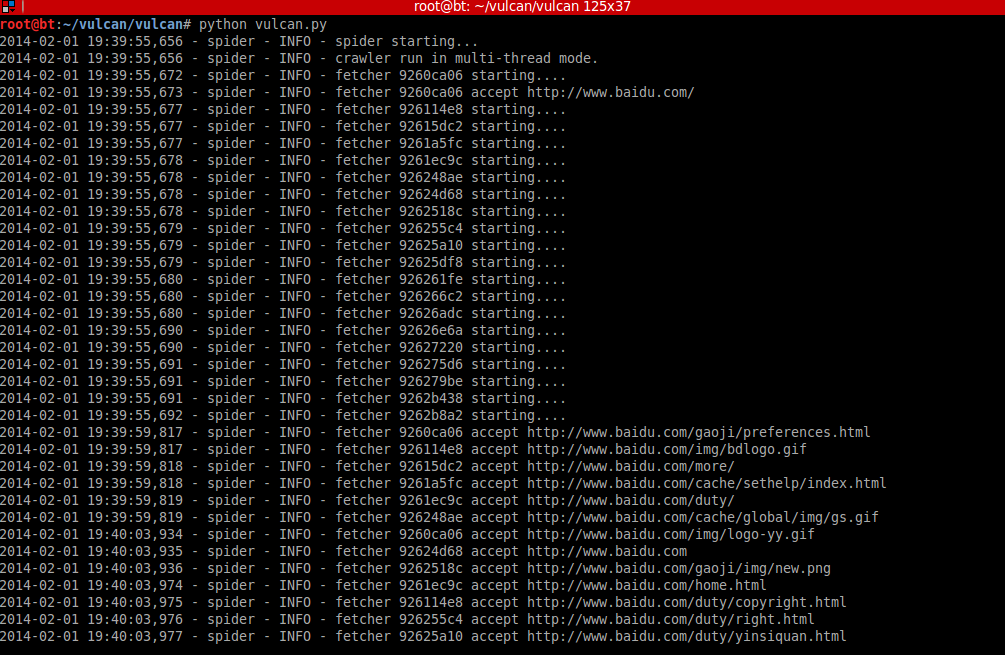 root@bt: ~/vulcan/vulcan 125x37
root@bt:~/vulcan/vulcan# python vulcan.py
2014-02-01 19:39:55,656 - spider - INFO - spider starting...
2014-02-01 19:39:55,656 - spider - INFO - crawler run in multi-thread mode.
2014-02-01 19:39:55,672 - spider - INFO - fetcher 9260ca06 starting....
2014-02-01 19:39:55,673 - spider - INFO - fetcher 9260ca06 accept http://www.baidu.com/
2014-02-01 19:39:55,677 - spider - INFO - fetcher 926114e8 starting....
2014-02-01 19:39:55,677 - spider - INFO - fetcher 92615dc2 starting....
2014-02-01 19:39:55,677 - spider - INFO - fetcher 9261a5fc starting....
2014-02-01 19:39:55,678 - spider - INFO - fetcher 9261ec9c starting....
2014-02-01 19:39:55,678 - spider - INFO - fetcher 926248ae starting....
2014-02-01 19:39:55,678 - spider - INFO - fetcher 92624d68 starting....
2014-02-01 19:39:55,678 - spider - INFO - fetcher 9262518c starting....
2014-02-01 19:39:55,679 - spider - INFO - fetcher 926255c4 starting....
2014-02-01 19:39:55,679 - spider - INFO - fetcher 92625a10 starting....
2014-02-01 19:39:55,679 - spider - INFO - fetcher 92625df8 starting....
2014-02-01 19:39:55,680 - spider - INFO - fetcher 926261fe starting....
2014-02-01 19:39:55,680 - spider - INFO - fetcher 926266c2 starting....
2014-02-01 19:39:55,680 - spider - INFO - fetcher 92626adc starting....
2014-02-01 19:39:55,690 - spider - INFO - fetcher 92626e6a starting....
2014-02-01 19:39:55,690 - spider - INFO - fetcher 92627220 starting....
2014-02-01 19:39:55,691 - spider - INFO - fetcher 926275d6 starting....
2014-02-01 19:39:55,691 - spider - INFO - fetcher 926279be starting....
2014-02-01 19:39:55,691 - spider - INFO - fetcher 9262b438 starting....
2014-02-01 19:39:55,692 - spider - INFO - fetcher 9262b8a2 starting....
2014-02-01 19:39:59,817 - spider - INFO - fetcher 9260ca06 accept http://www.baidu.com/gaoji/preferences.html
2014-02-01 19:39:59,817 - spider - INFO - fetcher 926114e8 accept http://www.baidu.com/img/bdlogo.gif
2014-02-01 19:39:59,818 - spider - INFO - fetcher 92615dc2 accept http://www.baidu.com/more/
2014-02-01 19:39:59,818 - spider - INFO - fetcher 9261a5fc accept http://www.baidu.com/cache/sethelp/index.html
2014-02-01 19:39:59,819 - spider - INFO - fetcher 9261ec9c accept http://www.baidu.com/duty/
2014-02-01 19:39:59,819 - spider - INFO - fetcher 926248ae accept http://www.baidu.com/cache/global/img/gs.gif
2014-02-01 19:40:03,934 - spider - INFO - fetcher 9260ca06 accept http://www.baidu.com/img/logo-yy.gif
2014-02-01 19:40:03,935 - spider - INFO - fetcher 92624d68 accept http://www.baidu.com
2014-02-01 19:40:03,936 - spider - INFO - fetcher 9262518c accept http://www.baidu.com/gaoji/img/new.png
2014-02-01 19:40:03,974 - spider - INFO - fetcher 9261ec9c accept http://www.baidu.com/home.html
2014-02-01 19:40:03,975 - spider - INFO - fetcher 926114e8 accept http://www.baidu.com/duty/copyright.html
2014-02-01 19:40:03,976 - spider - INFO - fetcher 926255c4 accept http://www.baidu.com/duty/right.html
2014-02-01 19:40:03,977 - spider - INFO - fetcher 92625a10 accept http://www.baidu.com/duty/yinsiquan.html